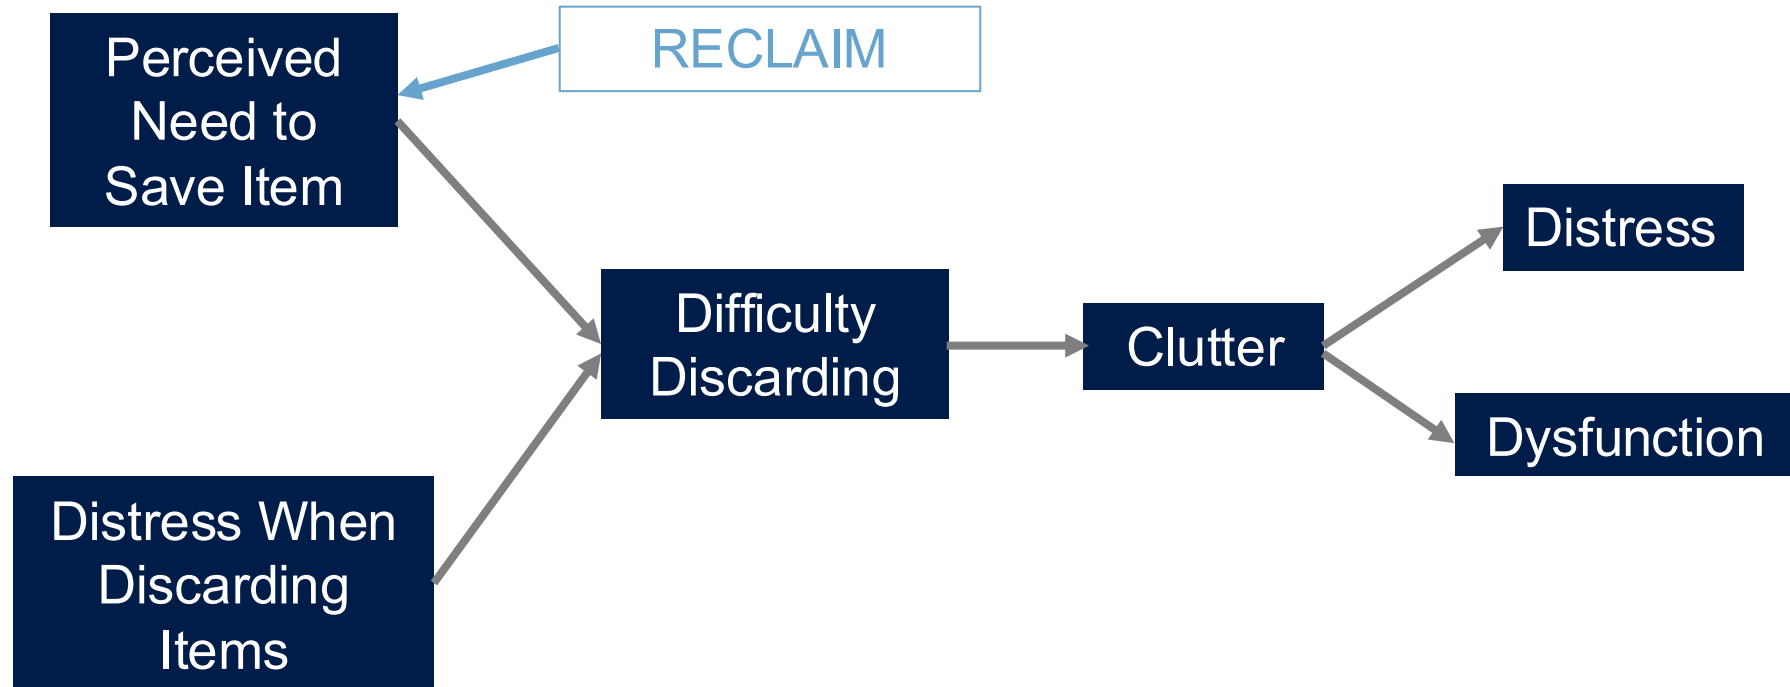 Perceived
Need to
Save Item
RECLAIM
Difficulty
Discarding
Clutter
Distress
Dysfunction
Distress When
Discarding
Items